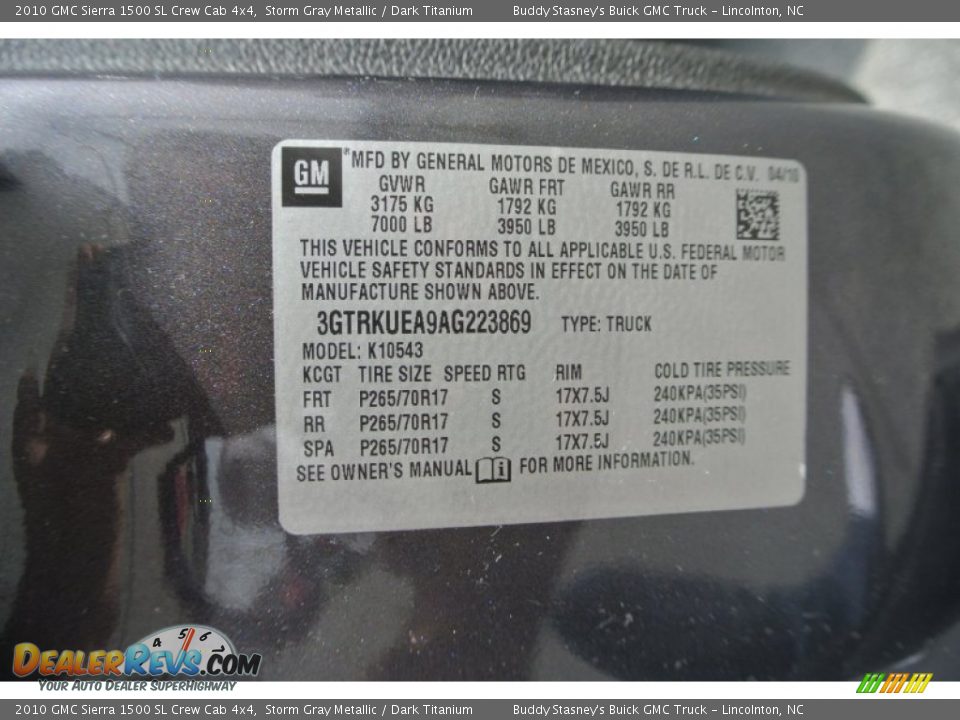 2010 GMC Sierra 1500 SL Crew Cab 4x4, Storm Gray Metallic / Dark Titanium Buddy Stasney's Buick GMC Truck - Lincolnton, NC
GM *MFD BY GENERAL MOTORS DE MEXICO, S. DE R.L. DE C.V. 04/10
GVWR GAWR FRT GAWR RR
3175 KG 1792 KG 1792 KG
7000 LB 3950 LB 3950 LB
THIS VEHICLE CONFORMS TO ALL APPLICABLE U.S. FEDERAL MOTOR
VEHICLE SAFETY STANDARDS IN EFFECT ON THE DATE OF
MANUFACTURE SHOWN ABOVE.
3GTRKUEA9AG223869 TYPE: TRUCK
MODEL: K10543
KCGT TIRE SIZE SPEED RTG RIM COLD TIRE PRESSURE
FRT P265/70R17 S 17X7.5J 240KPA(35PSI)
RR P265/70R17 S 17X7.5J 240KPA(35PSI)
SPA P265/70R17 S 17X7.5J 240KPA(35PSI)
SEE OWNER'S MANUAL i FOR MORE INFORMATION.
4 5 6 7
DEALERREVS.COM
YOUR AUTO DEALER SUPERHIGHWAY
2010 GMC Sierra 1500 SL Crew Cab 4x4, Storm Gray Metallic / Dark Titanium Buddy Stasney's Buick GMC Truck - Lincolnton, NC